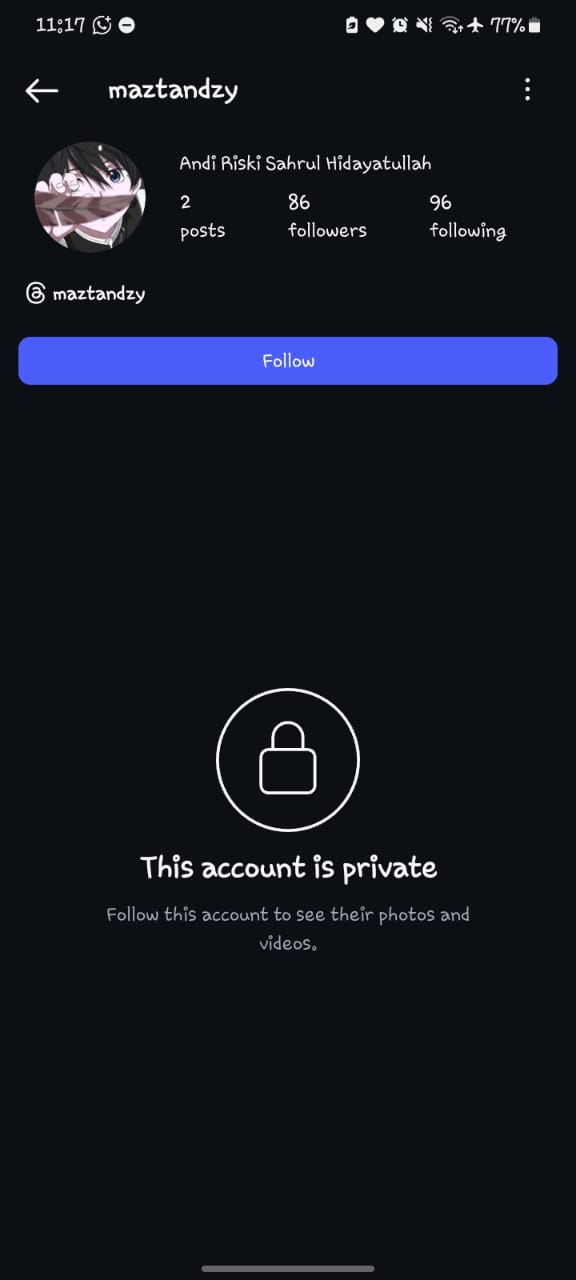 11:17
77%
maztandzy
Andi Riski Sahrul Hidayatullah
2 86 96
posts followers following
maztandzy
Follow
This account is private
Follow this account to see their photos and
videos.